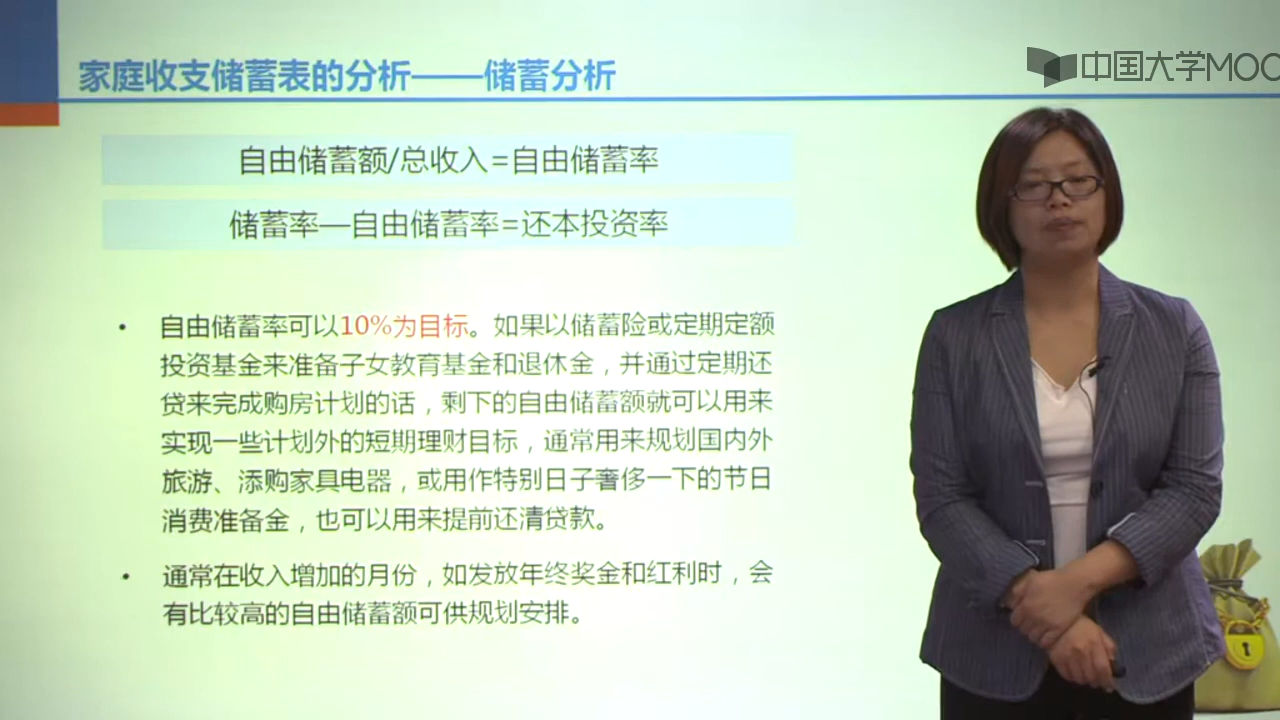 家庭收支储蓄表的分析——储蓄分析
中国大学MOOC
自由储蓄额/总收入=自由储蓄率
储蓄率—自由储蓄率=还本投资率
• 自由储蓄率可以10%为目标。如果以储蓄险或定期定额
投资基金来准备子女教育基金和退休金，并通过定期还
贷来完成购房计划的话，剩下的自由储蓄额就可以用来
实现一些计划外的短期理财目标，通常用来规划国内外
旅游、添购家具电器，或用作特别日子奢侈一下的节日
消费准备金，也可以用来提前还清贷款。
• 通常在收入增加的月份，如发放年终奖金和红利时，会
有比较高的自由储蓄额可供规划安排。